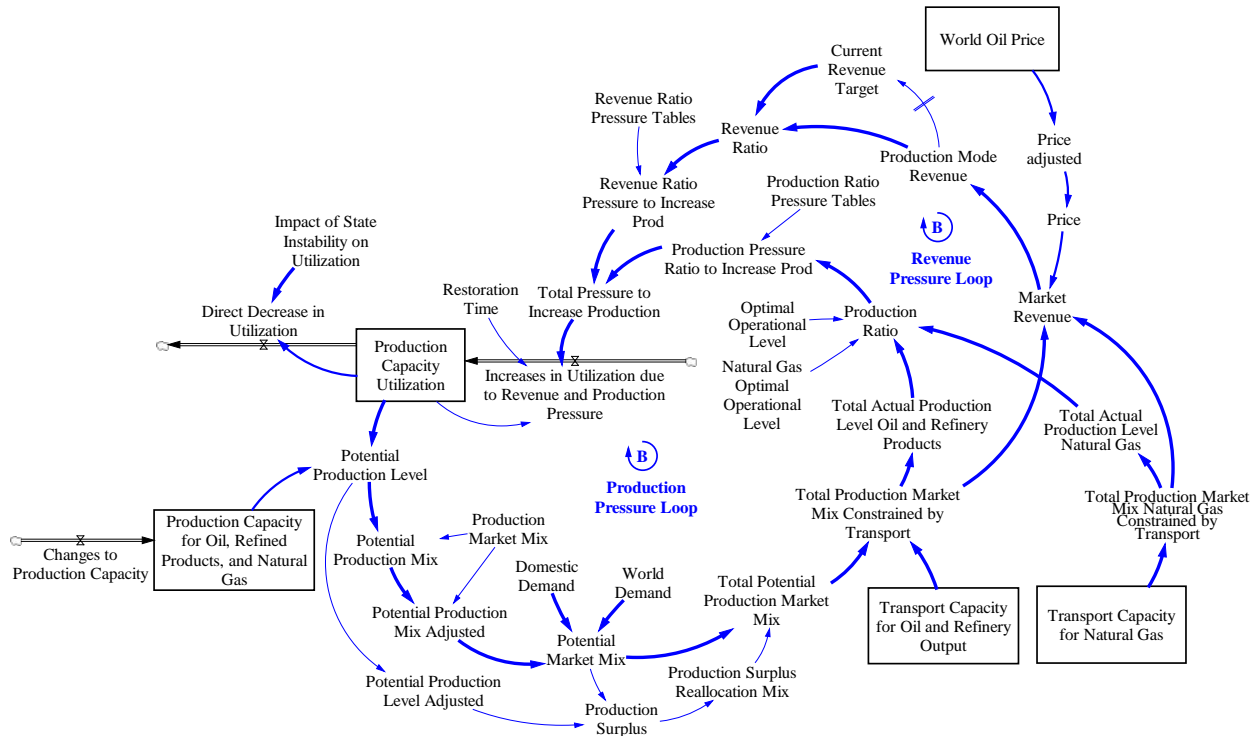 World Oil Price
Current
Revenue
Target
Revenue Ratio
Pressure Tables
Revenue
Ratio
Price
adjusted
Production Mode
Revenue
Production Ratio
Pressure Tables
Revenue Ratio
Pressure to Increase
Prod
Price
Impact of State
Instability on
Utilization
B
Revenue
Pressure Loop
Production Pressure
Ratio to Increase Prod
Restoration
Time
Total Pressure to
Increase Production
Market
Revenue
Direct Decrease in
Utilization
Optimal
Operational
Level
Production
Ratio
Production
Capacity
Utilization
Increases in Utilization due
to Revenue and Production
Pressure
Natural Gas
Optimal
Operational
Level
Total Actual Production
Level Oil and Refinery
Products
Total Actual
Production Level
Natural Gas
B
Production
Pressure Loop
Potential
Production Level
Total Production Market
Mix Constrained by
Transport
Total Production Market
Mix Natural Gas
Constrained by
Transport
Production Capacity
for Oil, Refined
Products, and Natural
Gas
Changes to
Production Capacity
Production
Market Mix
Potential
Production Mix
Domestic
Demand
World
Demand
Total Potential
Production Market
Mix
Transport Capacity
for Oil and Refinery
Output
Transport Capacity
for Natural Gas
Potential Production
Mix Adjusted
Potential
Market Mix
Potential Production
Level Adjusted
Production Surplus
Reallocation Mix
Production
Surplus